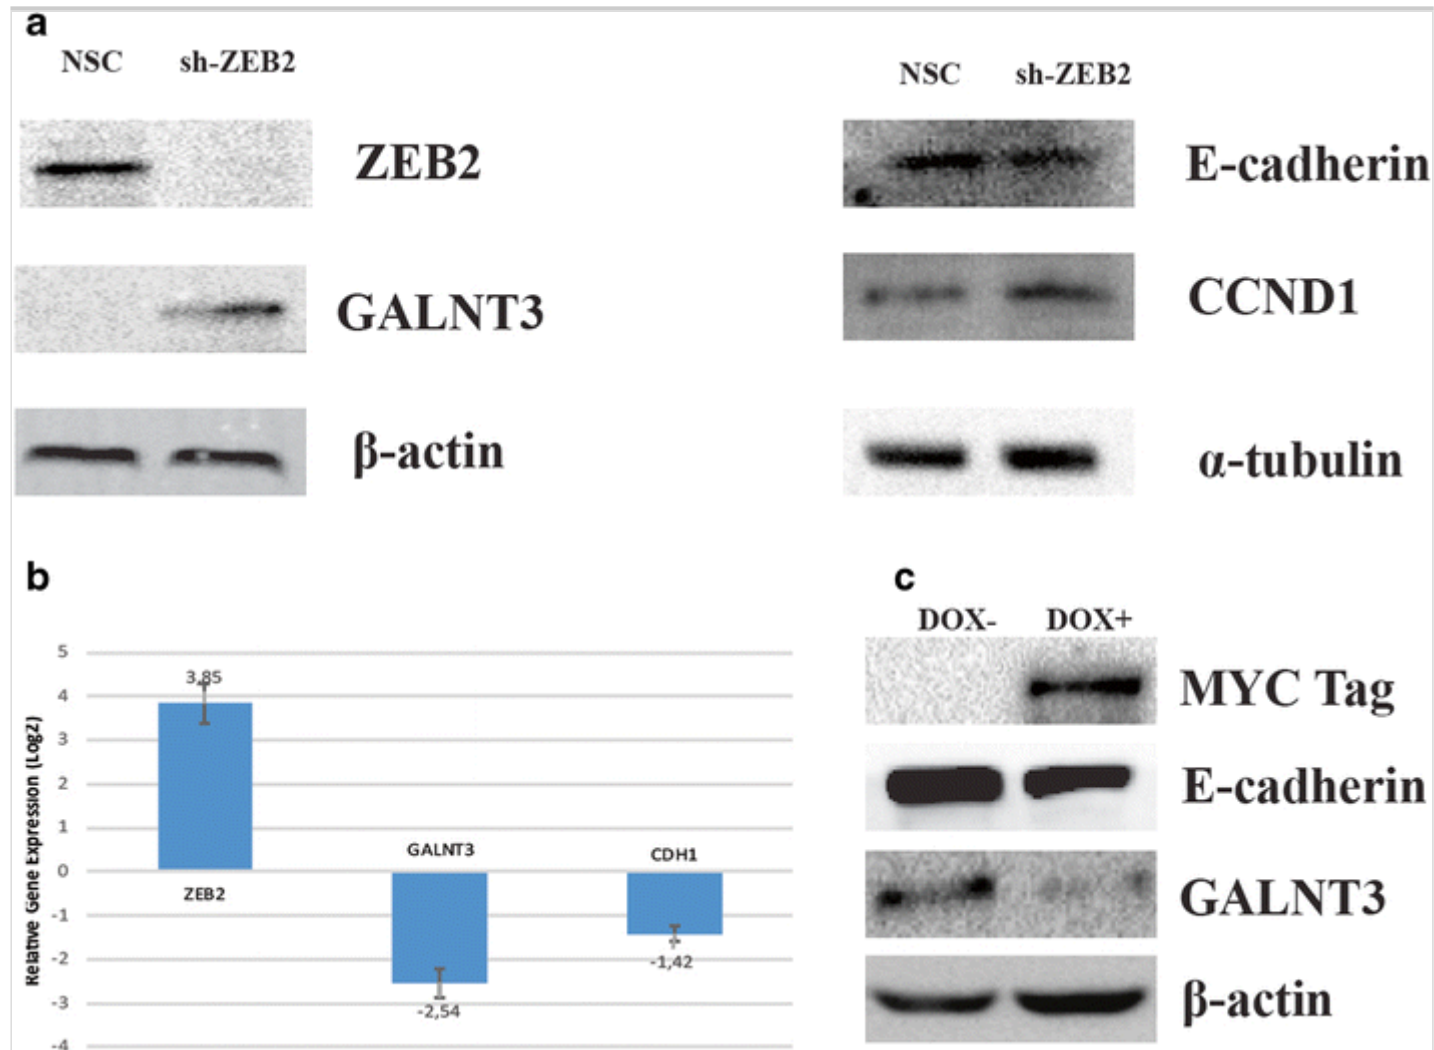 a
NSC sh-ZEB2
ZEB2
GALNT3
β-actin
NSC sh-ZEB2
E-cadherin
CCND1
α-tubulin
b
Relative Gene Expression (Log2)
5
4
3
2
1
0
-1
-2
-3
-4
3,85
ZEB2
GALNT3
-2,54
CDH1
-1,42
c
DOX- DOX+
MYC Tag
E-cadherin
GALNT3
β-actin